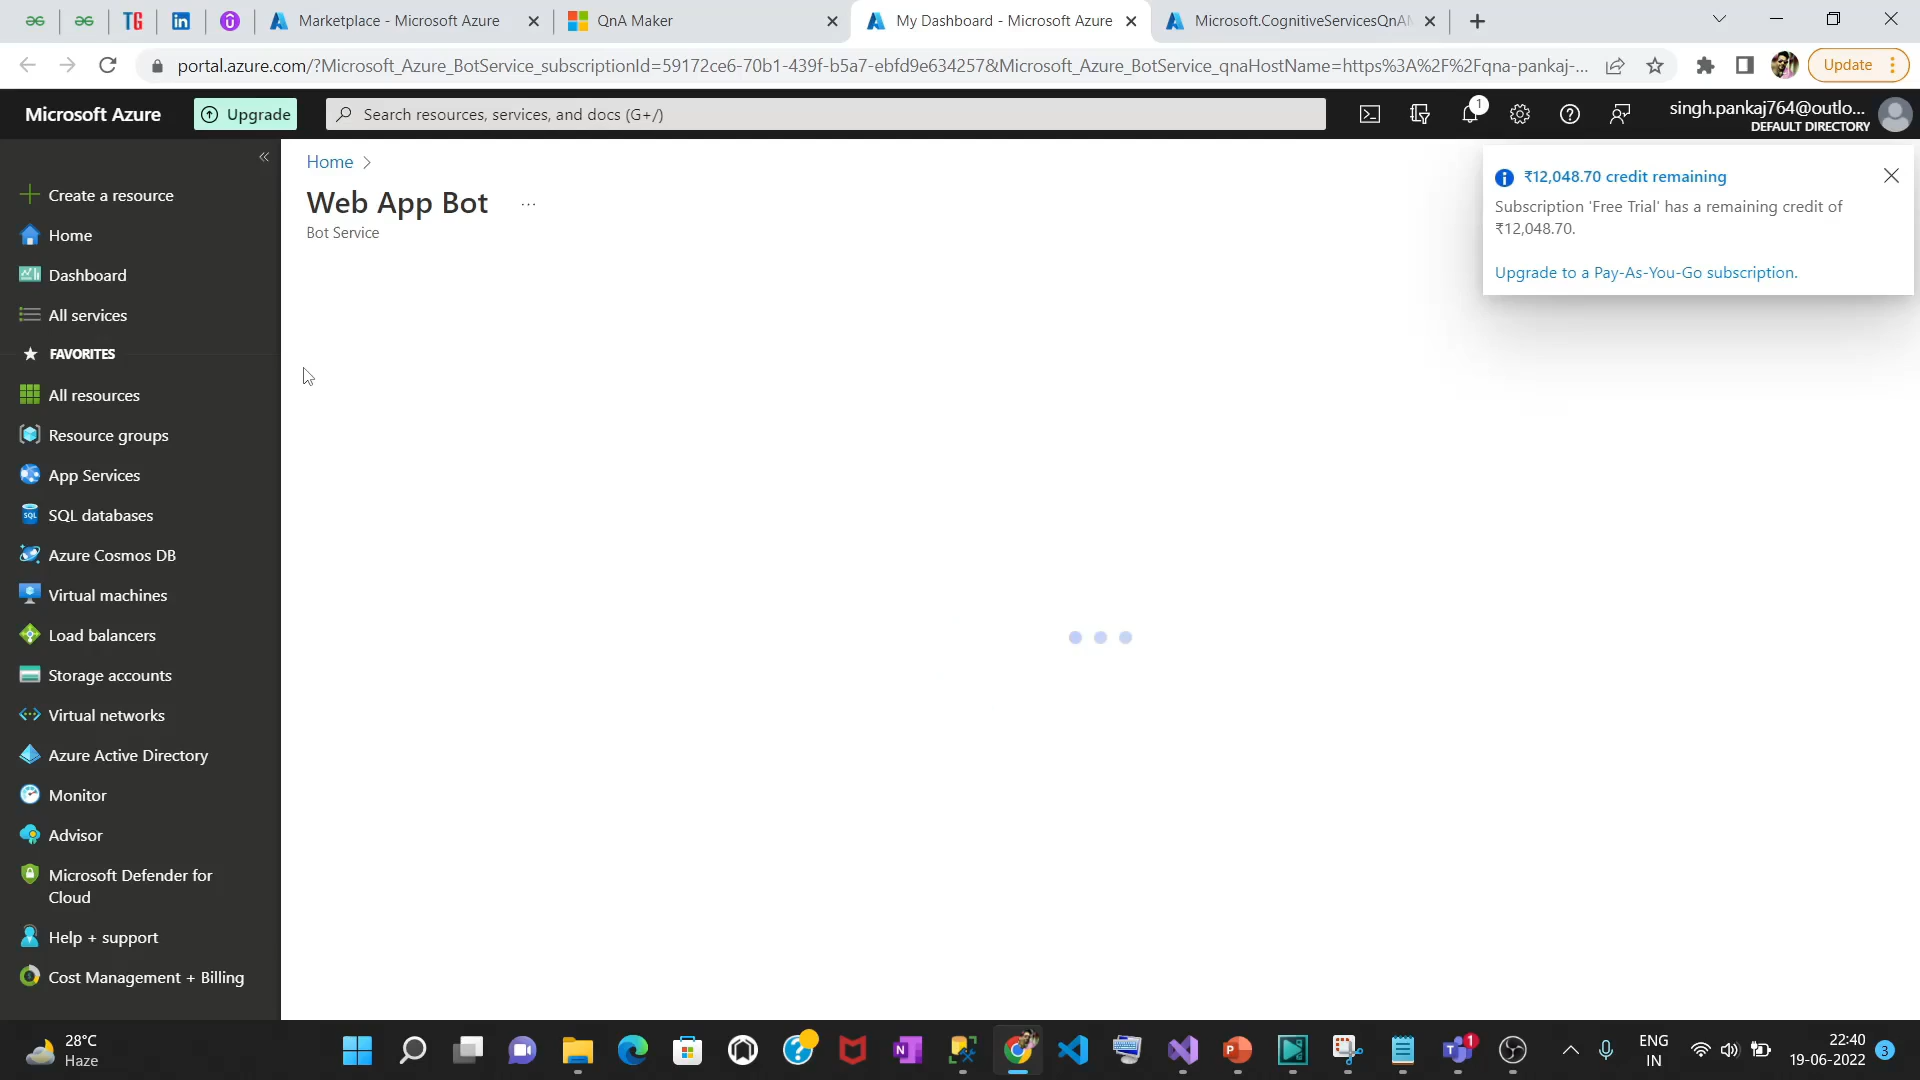 Marketplace - Microsoft Azure
QnA Maker
My Dashboard - Microsoft Azure
Microsoft.CognitiveServicesQnAM
portal.azure.com/?Microsoft_Azure_BotService_subscriptionId=59172ce6-70b1-439f-b5a7-ebfd9e634257&Microsoft_Azure_BotService_qnaHostName=https%3A%2F%2Fqna-pankaj-...
Update
Microsoft Azure
Upgrade
Search resources, services, and docs (G+/)
1
singh.pankaj764@outlo...
DEFAULT DIRECTORY
Create a resource
Home
Dashboard
All services
FAVORITES
All resources
Resource groups
App Services
SQL databases
Azure Cosmos DB
Virtual machines
Load balancers
Storage accounts
Virtual networks
Azure Active Directory
Monitor
Advisor
Microsoft Defender for
Cloud
Help + support
Cost Management + Billing
Home >
Web App Bot ...
Bot Service
₹12,048.70 credit remaining
Subscription 'Free Trial' has a remaining credit of
₹12,048.70.
Upgrade to a Pay-As-You-Go subscription.
28°C
Haze
ENG
IN
22:40
19-06-2022
3